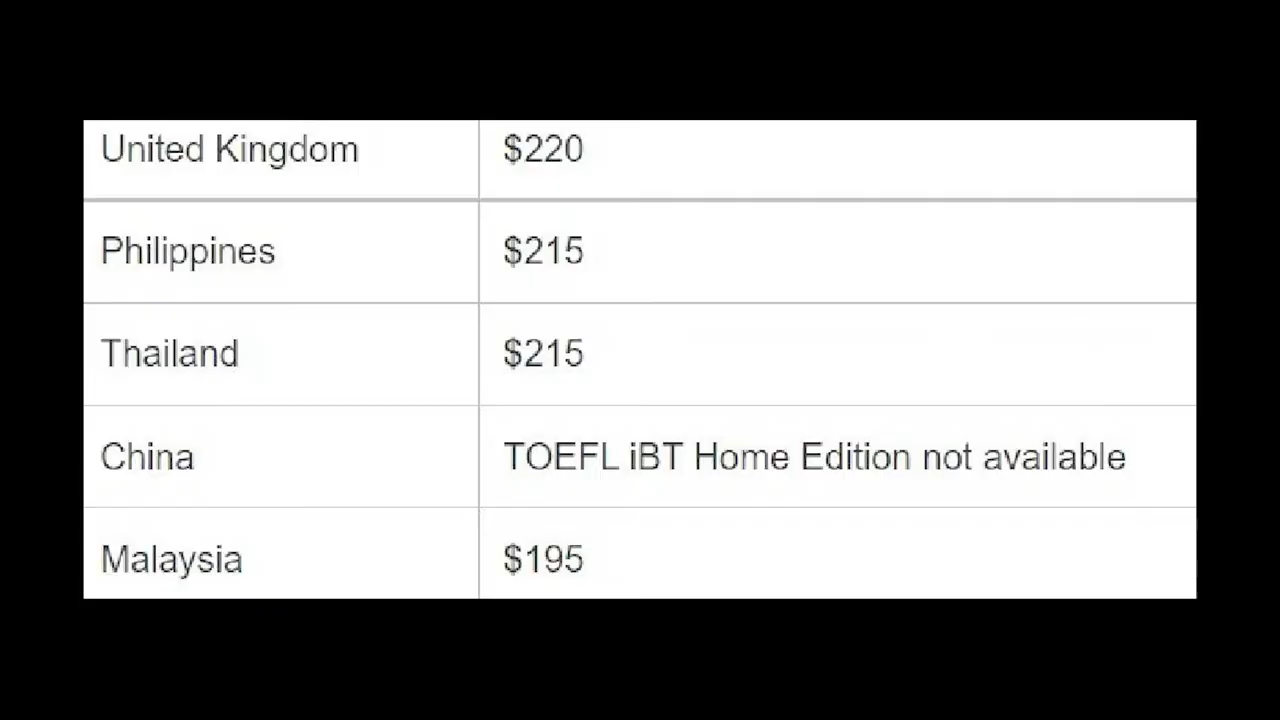 United Kingdom $220
Philippines $215
Thailand $215
China TOEFL iBT Home Edition not available
Malaysia $195